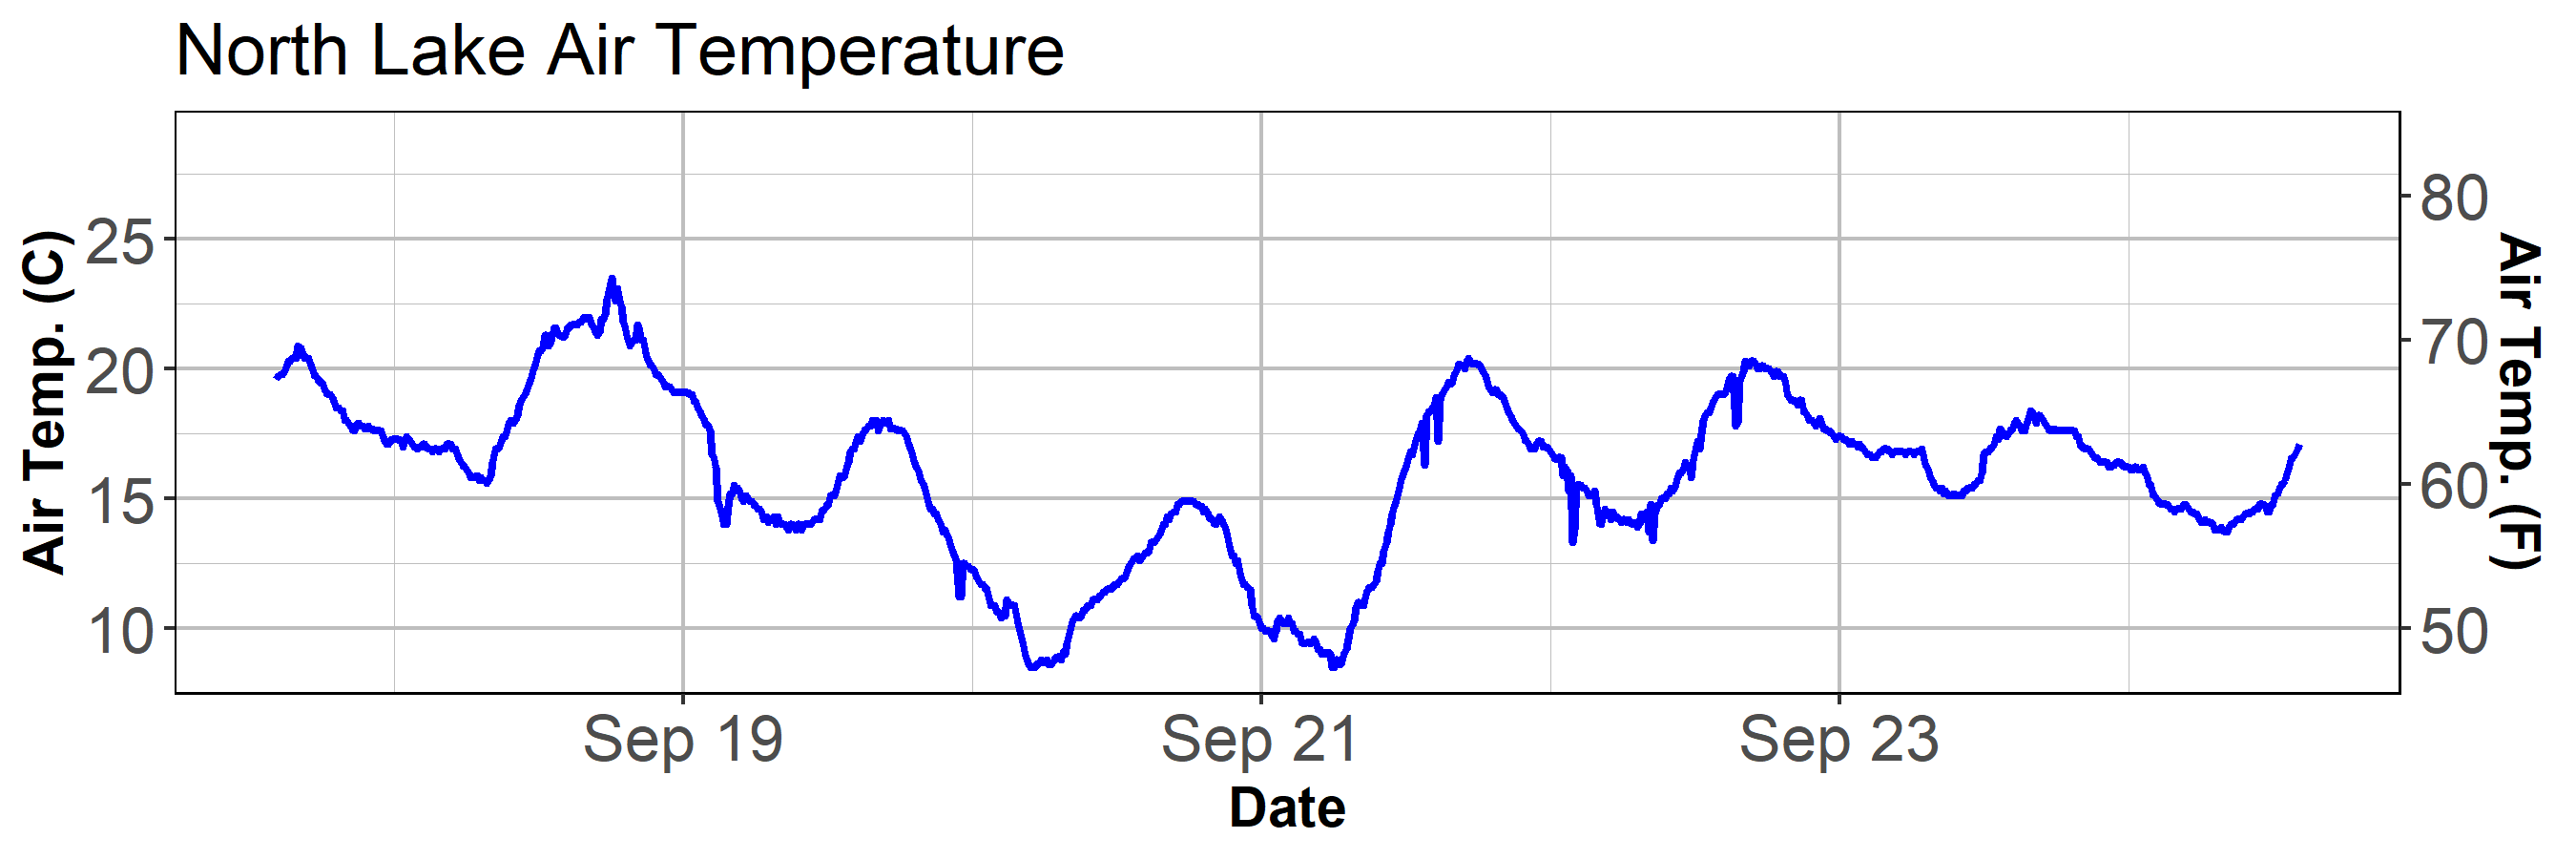 North Lake Air Temperature
Air Temp. (C)
25
20
15
10
80
70
60
50
Air Temp. (F)
Sep 19
Sep 21
Sep 23
Date